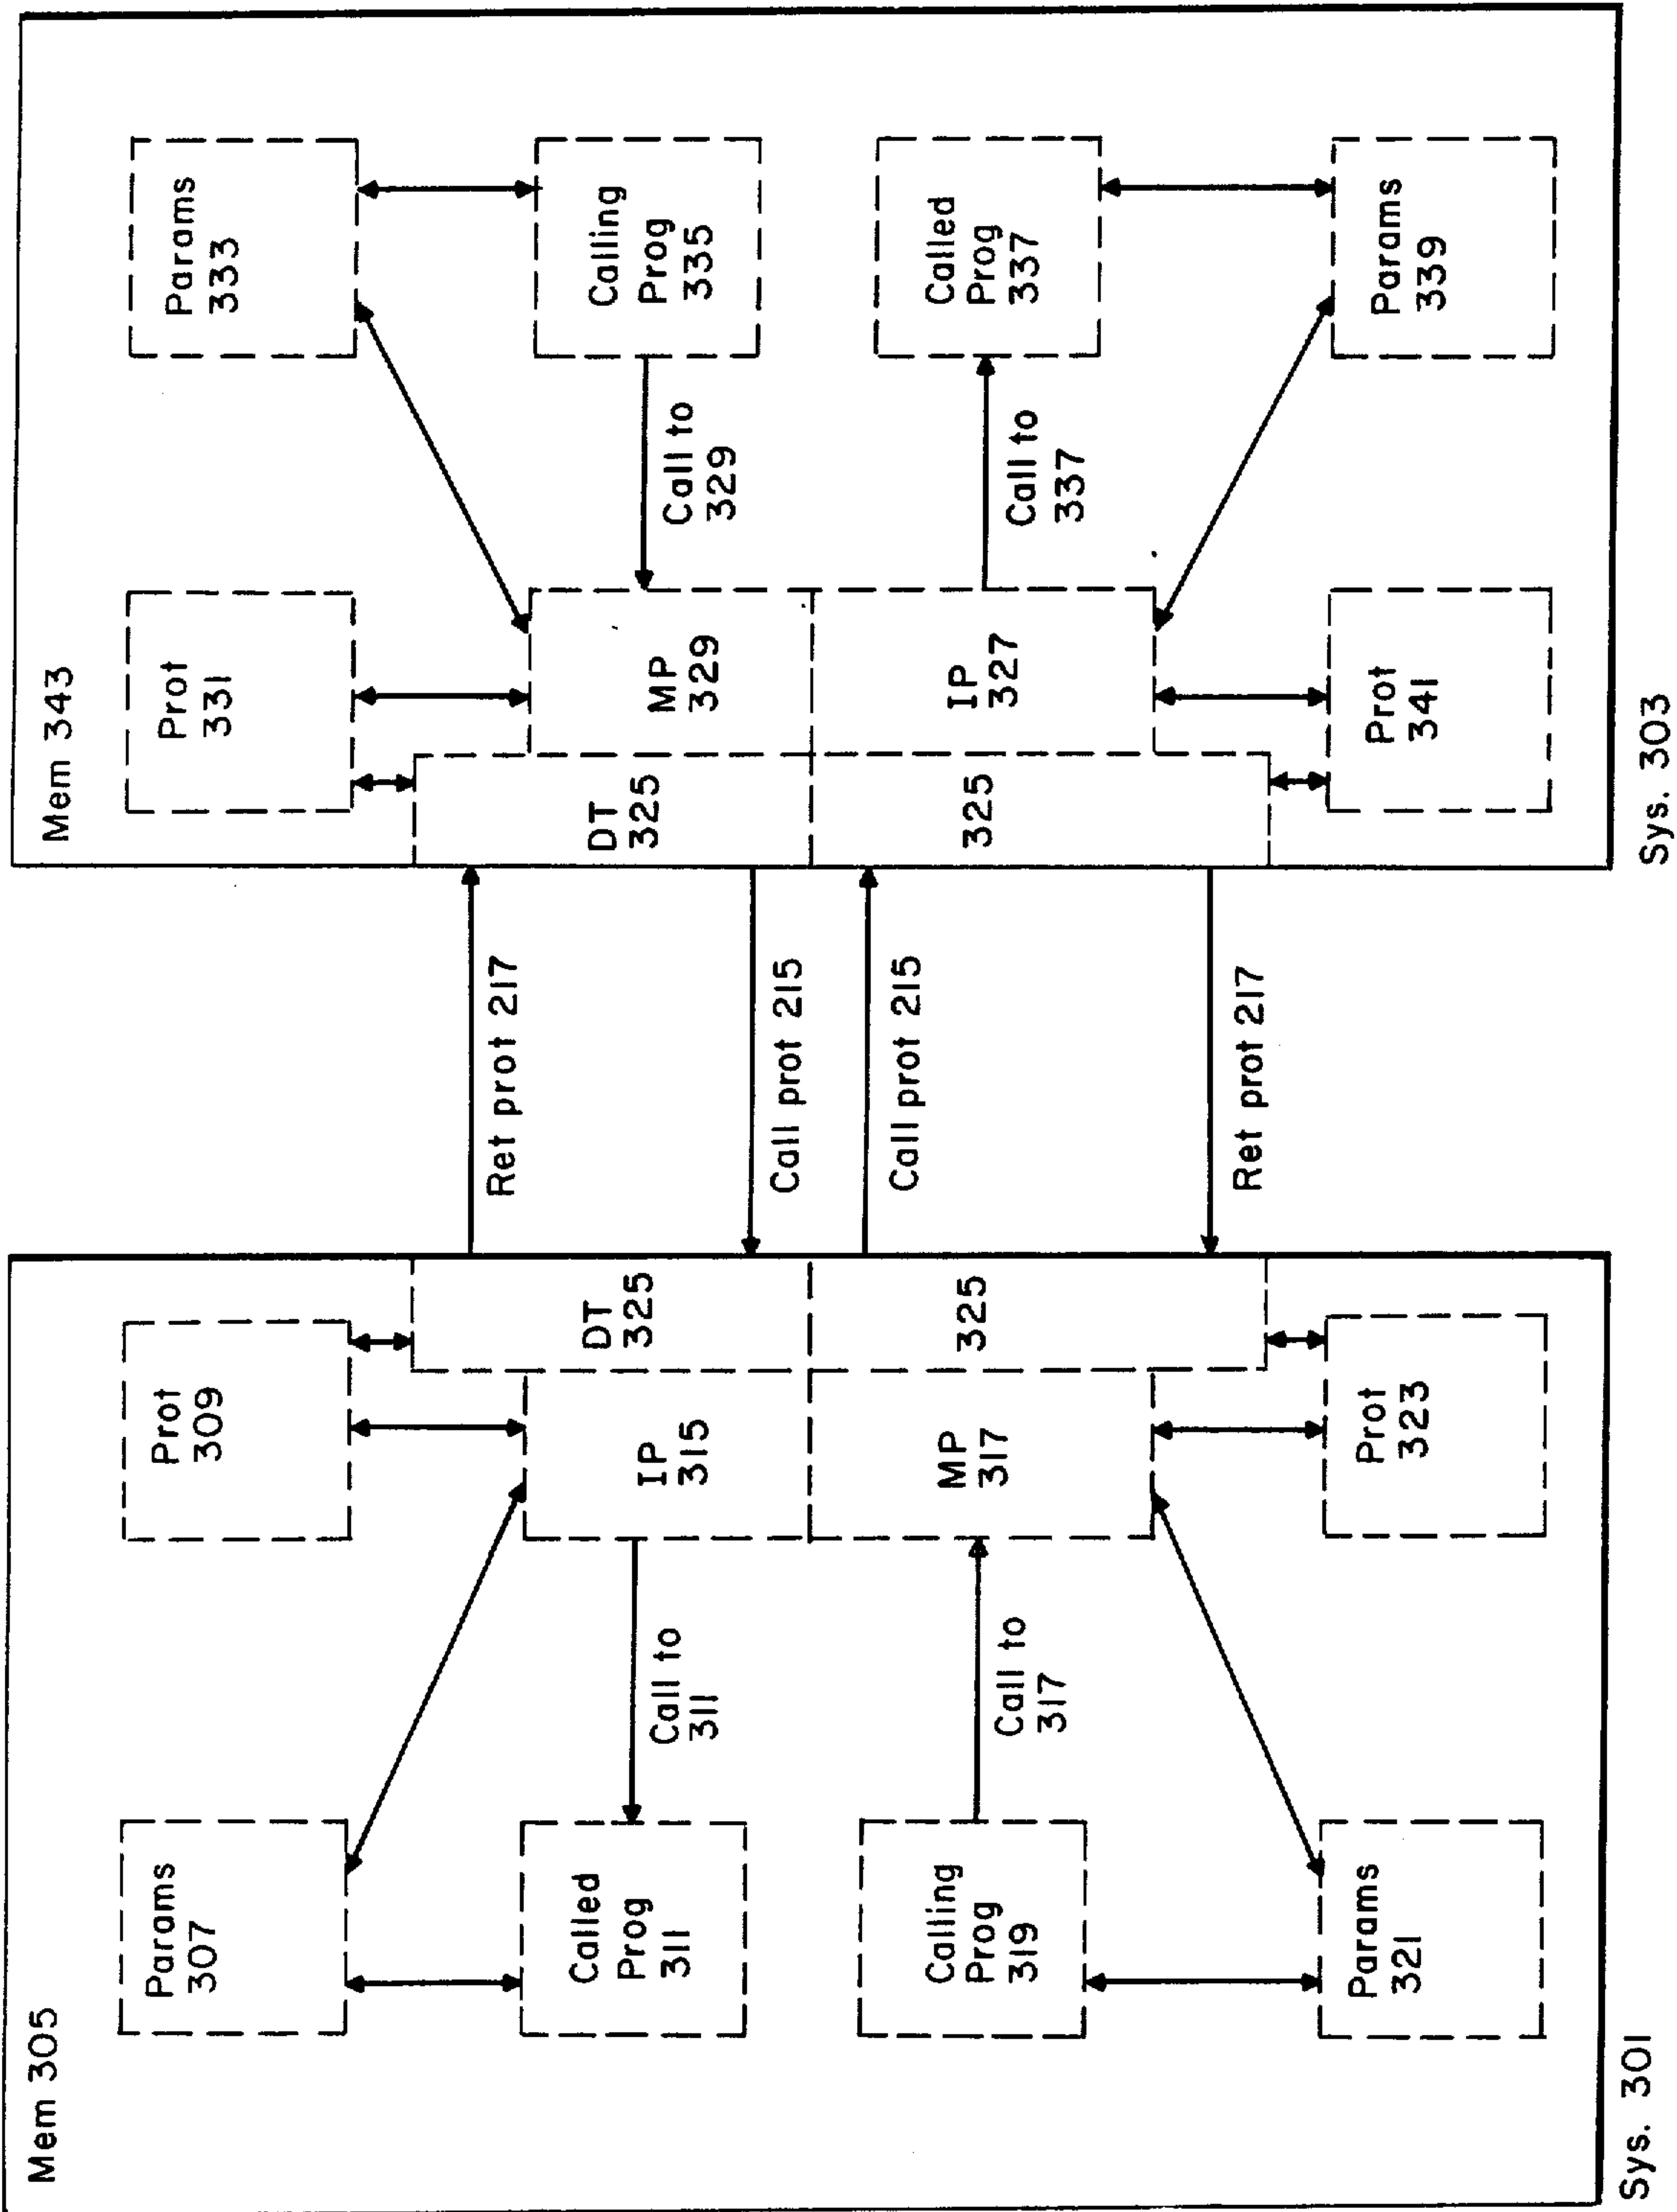 Mem 305
Params
307
Prot
309
Called
Prog
311
Call to
311
IP
315
DT
325
Calling
Prog
319
Call to
317
MP
317
325
Params
321
Prot
323
Sys. 301
Ret prot 217
Call prot 215
Call prot 215
Ret prot 217
Mem 343
Prot
331
Params
333
DT
325
MP
329
Call to
329
Calling
Prog
335
325
IP
327
Call to
337
Called
Prog
337
Prot
341
Params
339
Sys. 303